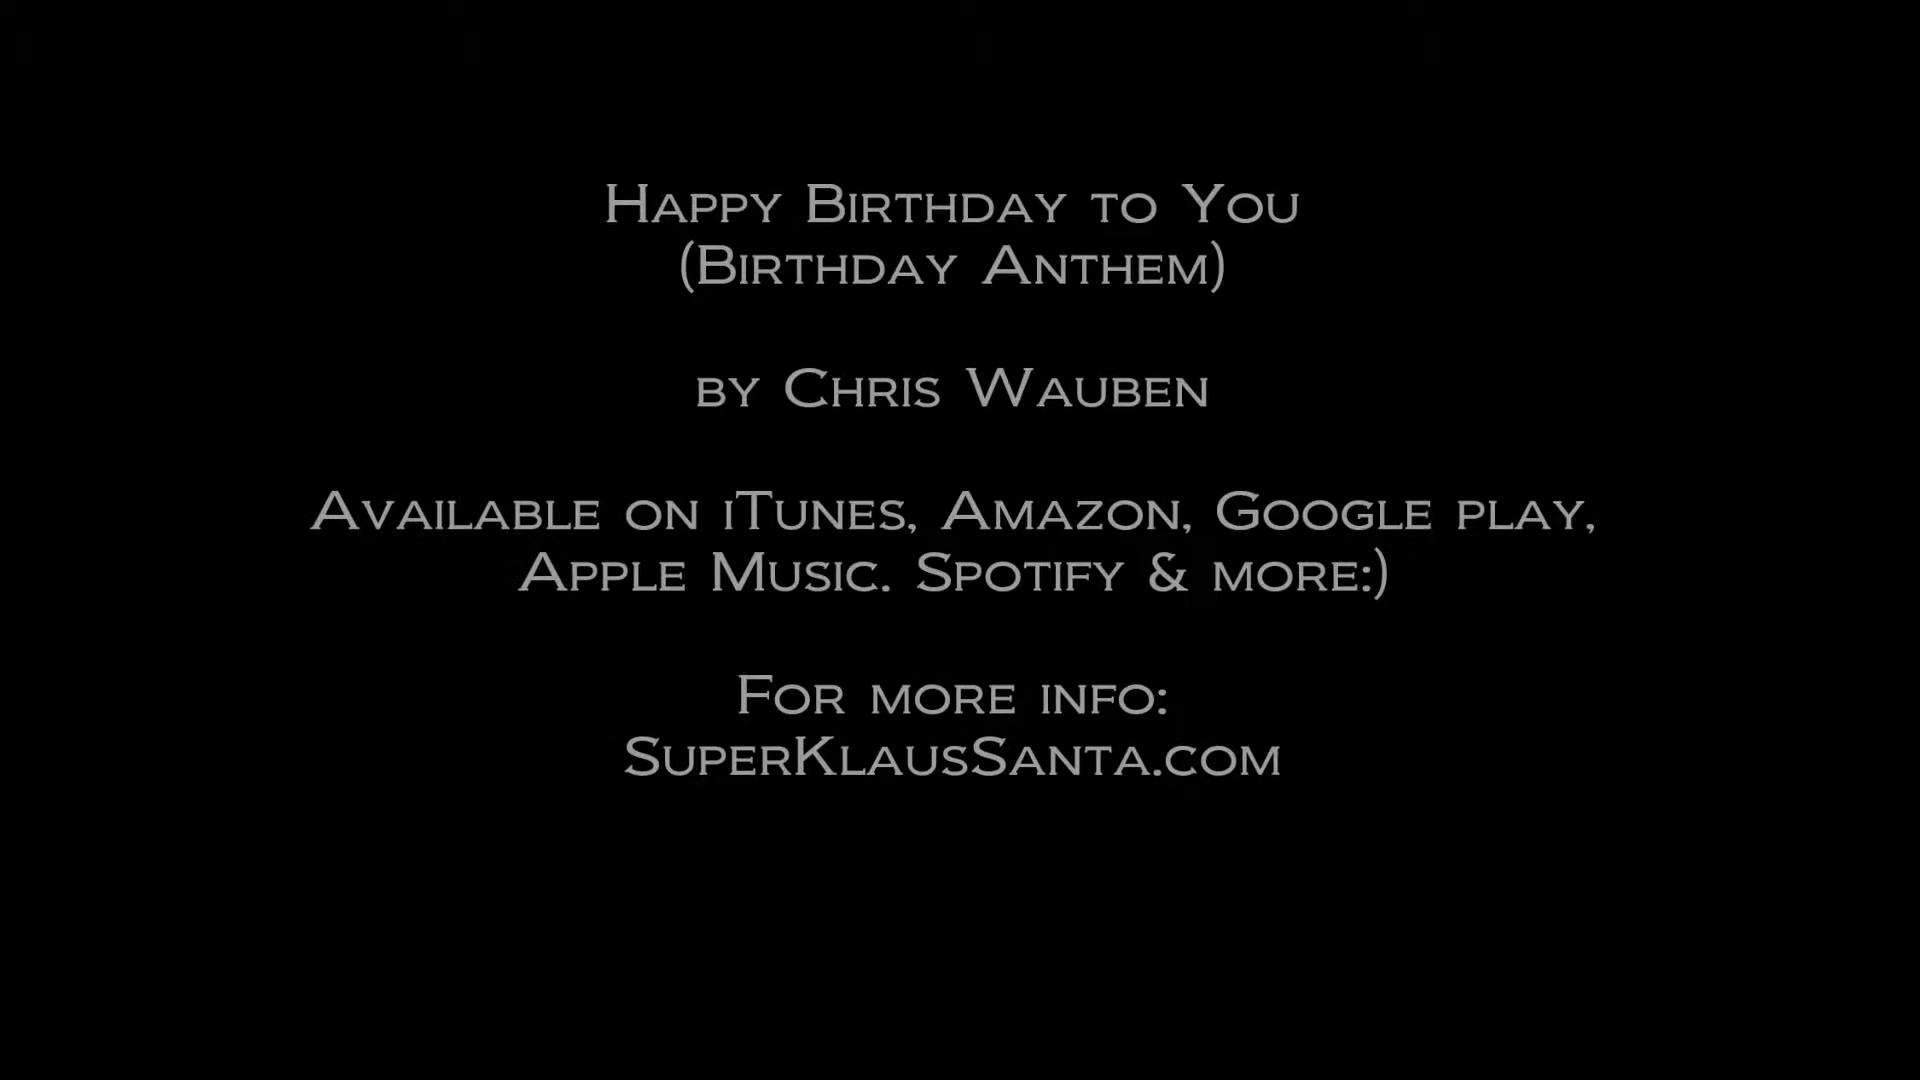 Happy Birthday to You
(Birthday Anthem)
by Chris Wauben
Available on iTunes, Amazon, Google play,
Apple Music. Spotify & more:)
For more info:
SuperKlausSanta.com